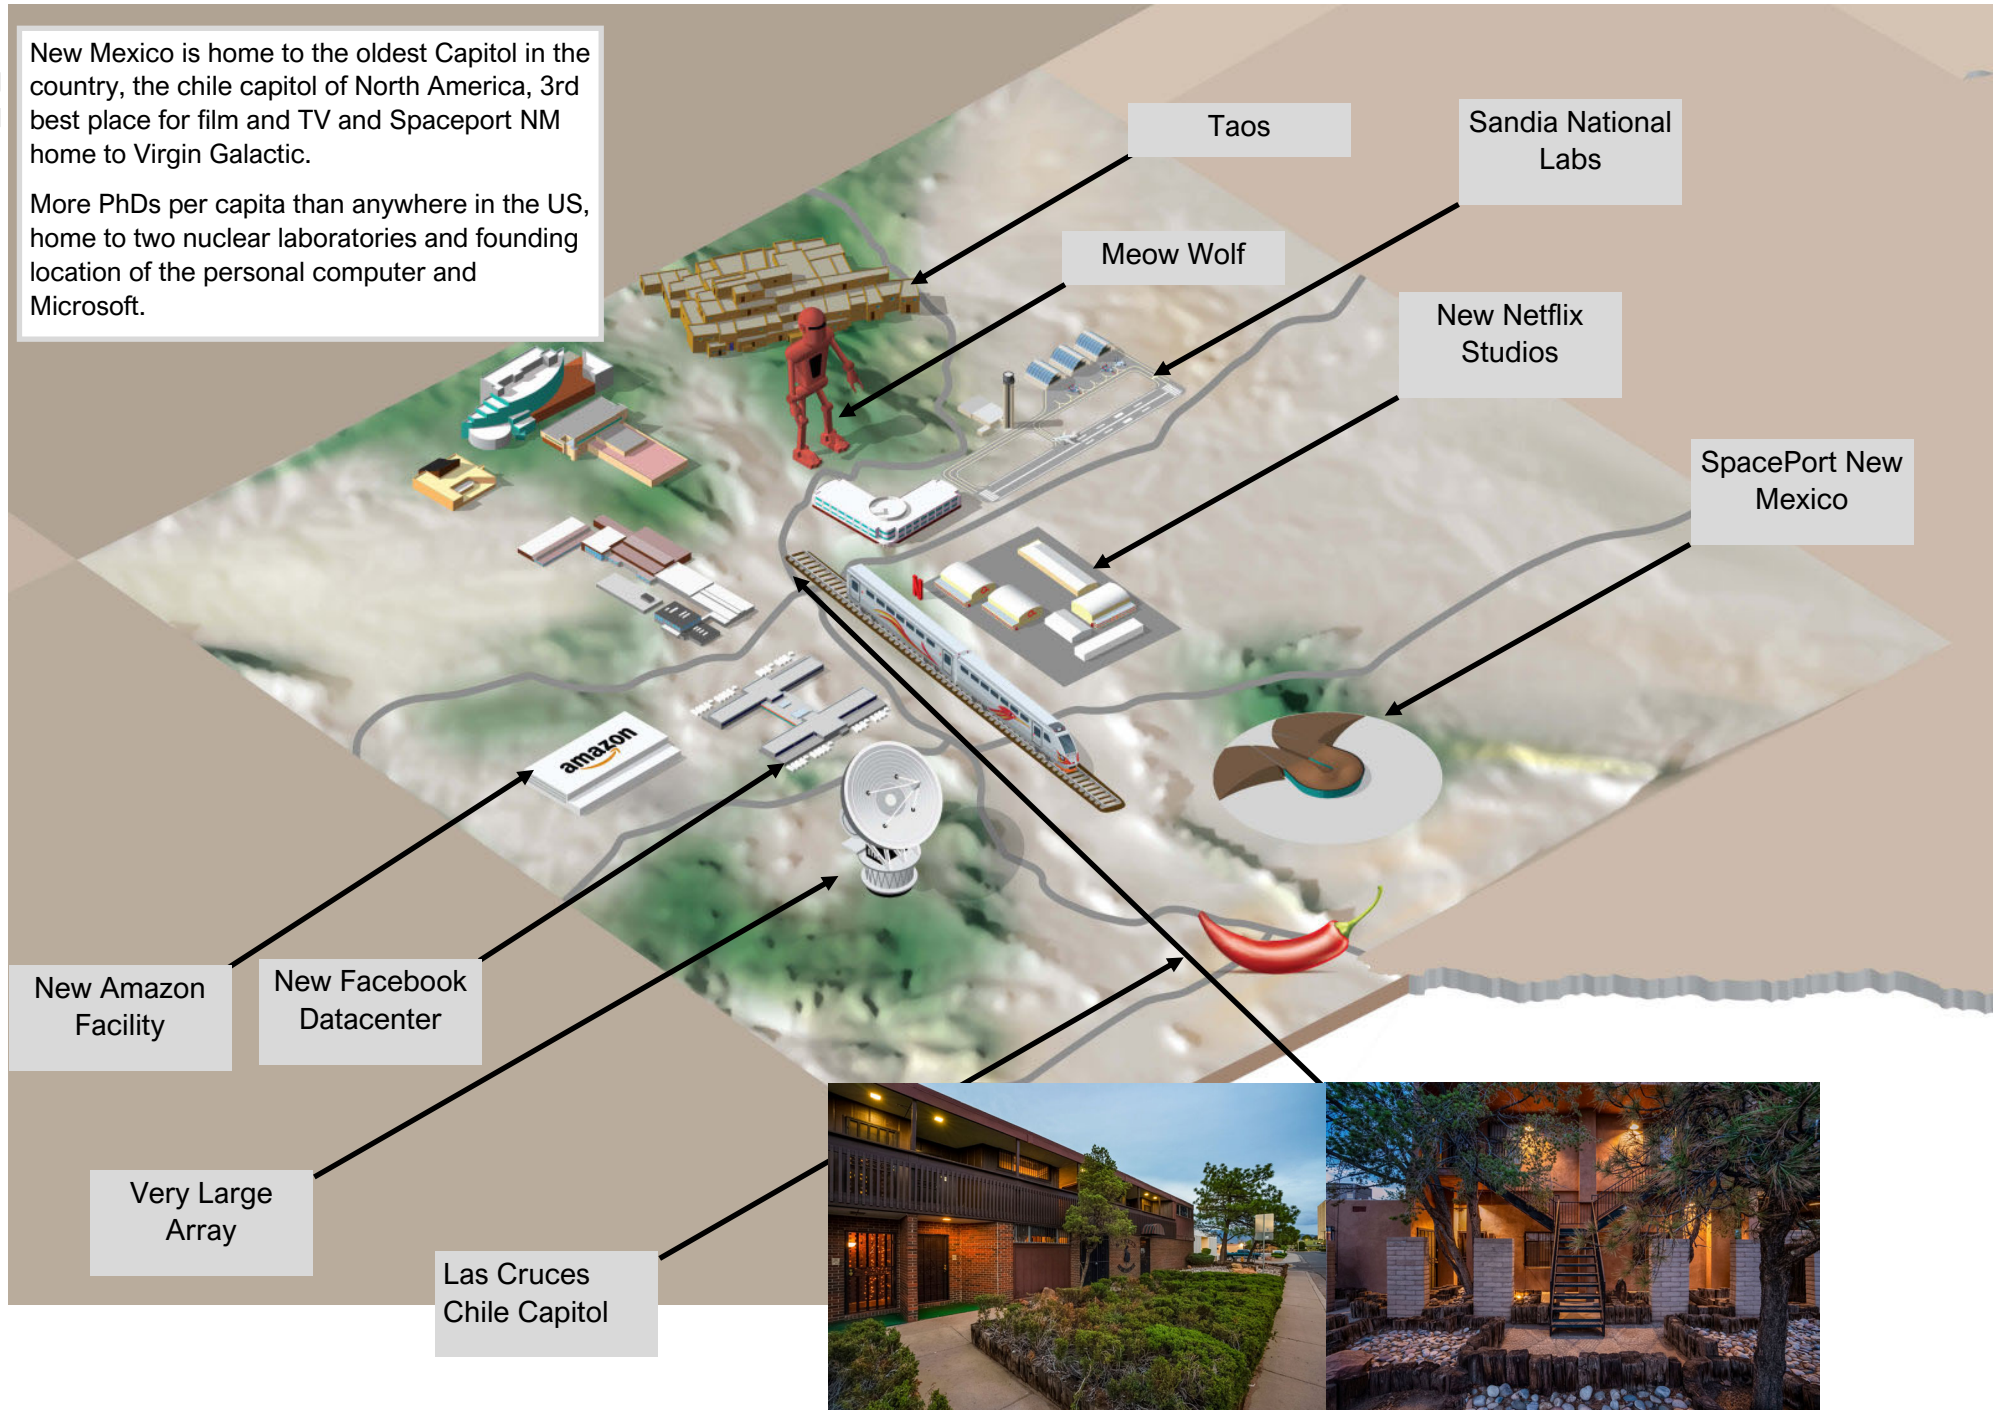 New Mexico is home to the oldest Capitol in the
country, the chile capitol of North America, 3rd
best place for film and TV and Spaceport NM
home to Virgin Galactic.
More PhDs per capita than anywhere in the US,
home to two nuclear laboratories and founding
location of the personal computer and
Microsoft.
Taos
Sandia National
Labs
Meow Wolf
New Netflix
Studios
SpacePort New
Mexico
N
amazon
New Amazon
Facility
New Facebook
Datacenter
Very Large
Array
Las Cruces
Chile Capitol